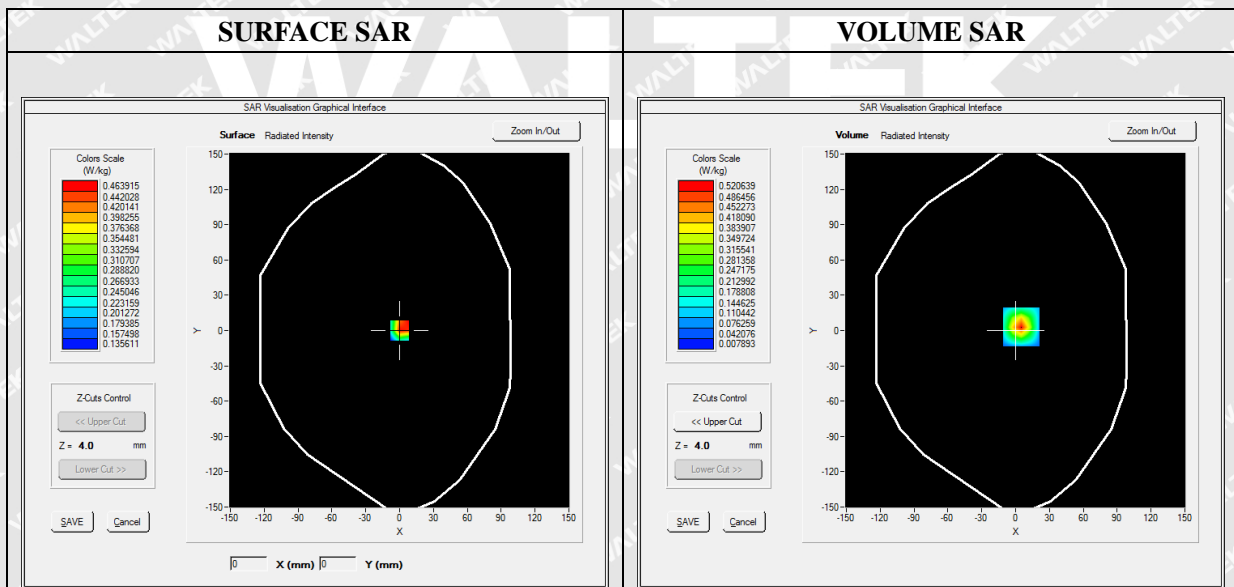 SURFACE SAR
VOLUME SAR
WALTEK
SAR Visualisation Graphical Interface
Surface Radiated Intensity
Zoom In/Out
Colors Scale
(W/kg)
0.463915
0.442028
0.420141
0.398255
0.376368
0.354481
0.332594
0.310707
0.288820
0.266933
0.245046
0.223159
0.201272
0.179385
0.157498
0.135611
Z-Cuts Control
<< Upper Cut
Z = 4.0 mm
Lower Cut >>
SAVE Cancel
150
120
90
60
30
0
-30
-60
-90
-120
-150
Y
-150 -120 -90 -60 -30 0 30 60 90 120 150
X
0 X (mm) 0 Y (mm)
SAR Visualisation Graphical Interface
Volume Radiated Intensity
Zoom In/Out
Colors Scale
(W/kg)
0.520639
0.486456
0.452273
0.418090
0.383907
0.349724
0.315541
0.281358
0.247175
0.212992
0.178808
0.144625
0.110442
0.076259
0.042076
0.007893
Z-Cuts Control
<< Upper Cut
Z = 4.0 mm
Lower Cut >>
SAVE Cancel
150
120
90
60
30
0
-30
-60
-90
-120
-150
Y
-150 -120 -90 -60 -30 0 30 60 90 120 150
X